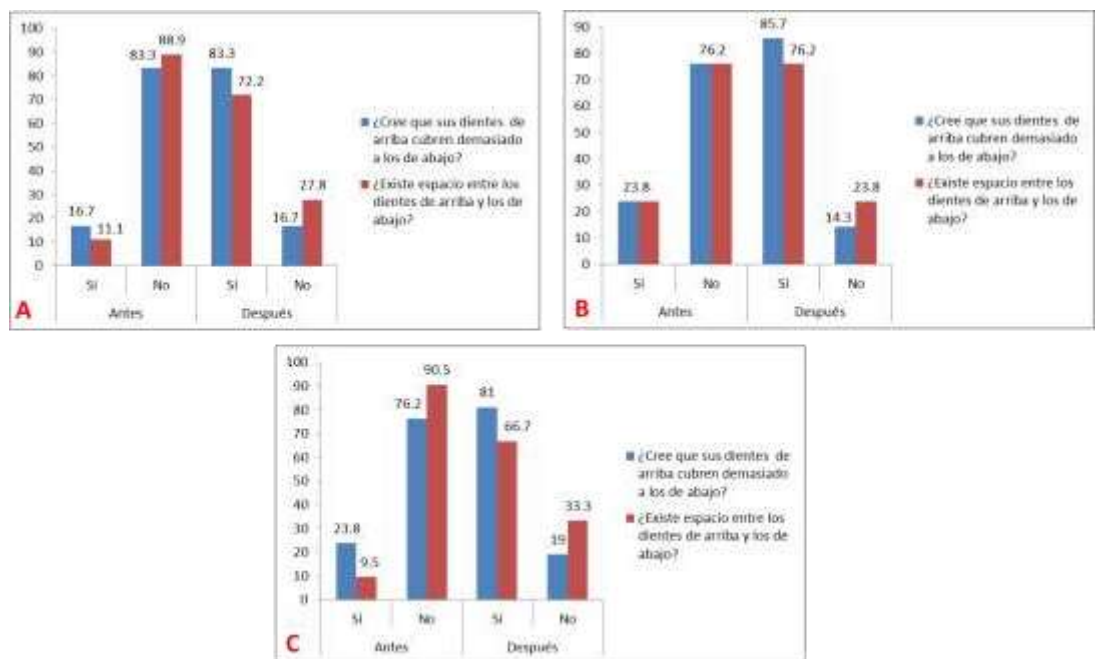 100
90
80
70
60
50
40
30
20
10
0
16.7
11.1
83.3
88.9
83.3
72.2
16.7
27.8
Si
No
Sí
No
Antes
Después
¿Cree que sus dientes de
arriba cubren demasiado
a los de abajo?
¿Existe espacio entre los
dientes de arriba y los de
abajo?
A
90
80
70
60
50
40
30
20
10
0
23.8
76.2
85.7
76.2
14.3
23.8
Si
No
Si
No
Antes
Después
¿Cree que sus dientes de
arriba cubren demasiado
a los de abajo?
¿Existe espacio entre los
dientes de arriba y los de
abajo?
B
100
90
80
70
60
50
40
30
20
10
0
23.8
9.5
76.2
90.5
81
66.7
19
33.3
Si
No
Si
No
Antes
Después
¿Cree que sus dientes de
arriba cubren demasiado
a los de abajo?
¿Existe espacio entre los
dientes de arriba y los de
abajo?
C